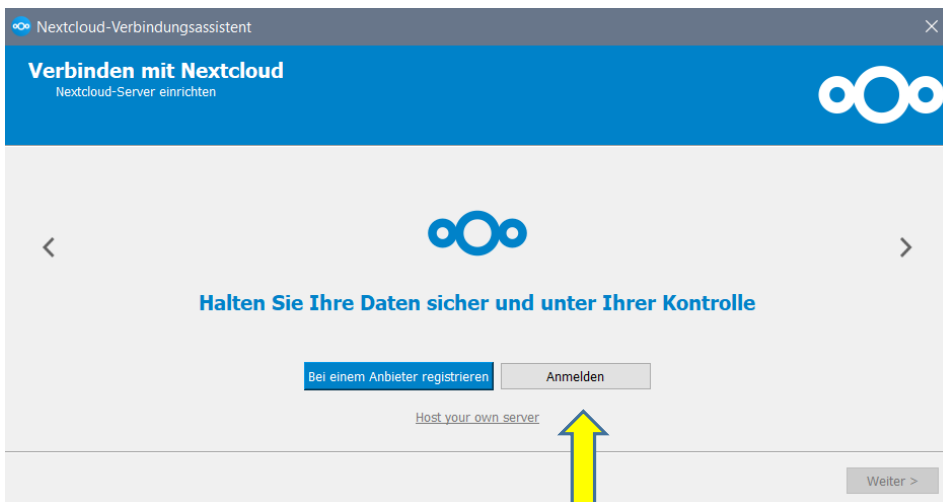 Nextcloud-Verbindungsassistent
Verbinden mit Nextcloud
Nextcloud-Server einrichten
Halten Sie Ihre Daten sicher und unter Ihrer Kontrolle
Bei einem Anbieter registrieren
Anmelden
Host your own server
Weiter >